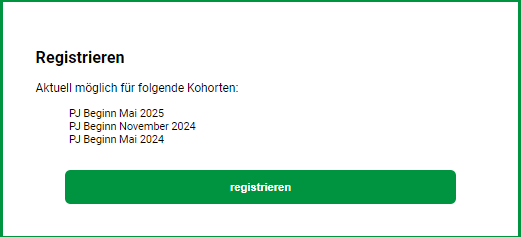 Registrieren
Aktuell möglich für folgende Kohorten:
PJ Beginn Mai 2025
PJ Beginn November 2024
PJ Beginn Mai 2024
registrieren